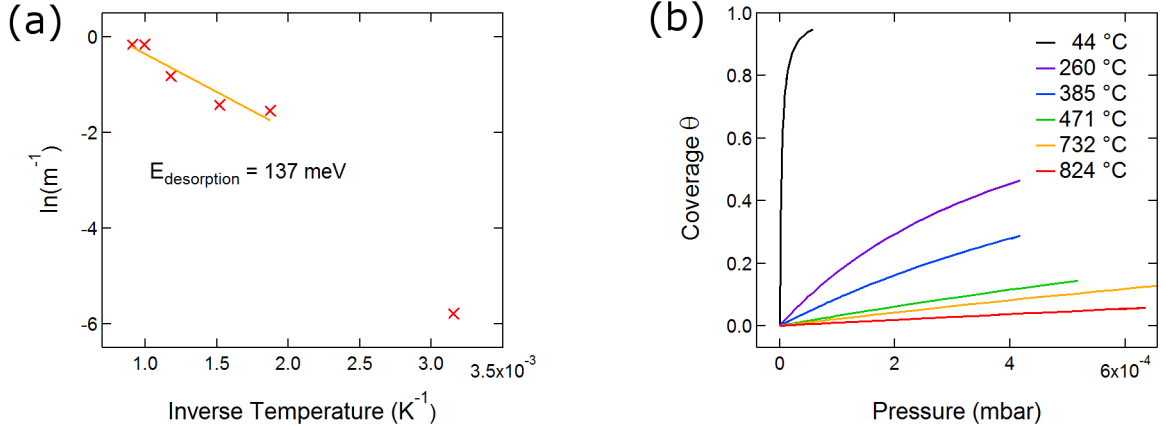 (a)
0
-2
-4
-6
ln(m⁻¹)
E_desorption = 137 meV
1.0
1.5
2.0
2.5
3.0
3.5x10⁻³
Inverse Temperature (K⁻¹)
(b)
1.0
0.8
0.6
0.4
0.2
0.0
Coverage θ
44 °C
260 °C
385 °C
471 °C
732 °C
824 °C
0
2
4
6x10⁻⁴
Pressure (mbar)